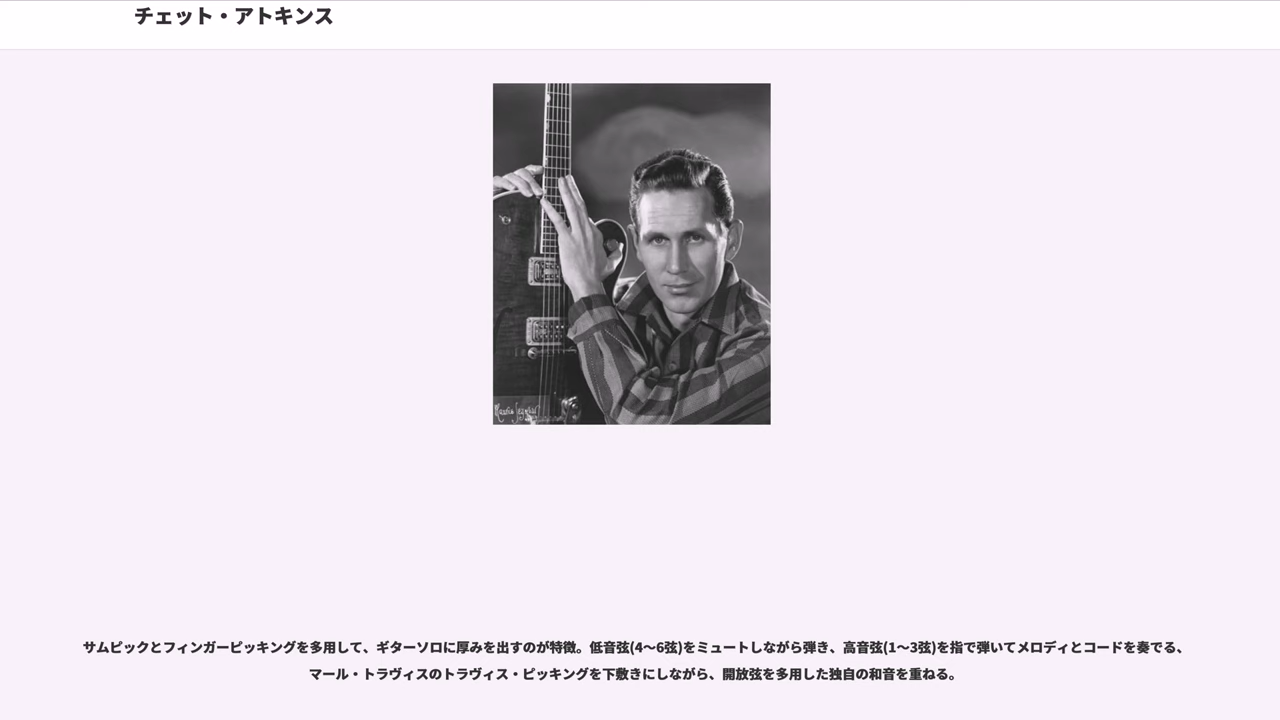 チェット・アトキンス
サムピックとフィンガーピッキングを多用して、ギターソロに厚みを出すのが特徴。低音弦(4〜6弦)をミュートしながら弾き、高音弦(1〜3弦)を指で弾いてメロディとコードを奏でる、
マール・トラヴィスのトラヴィス・ピッキングを下敷きにしながら、開放弦を多用した独自の和音を重ねる。